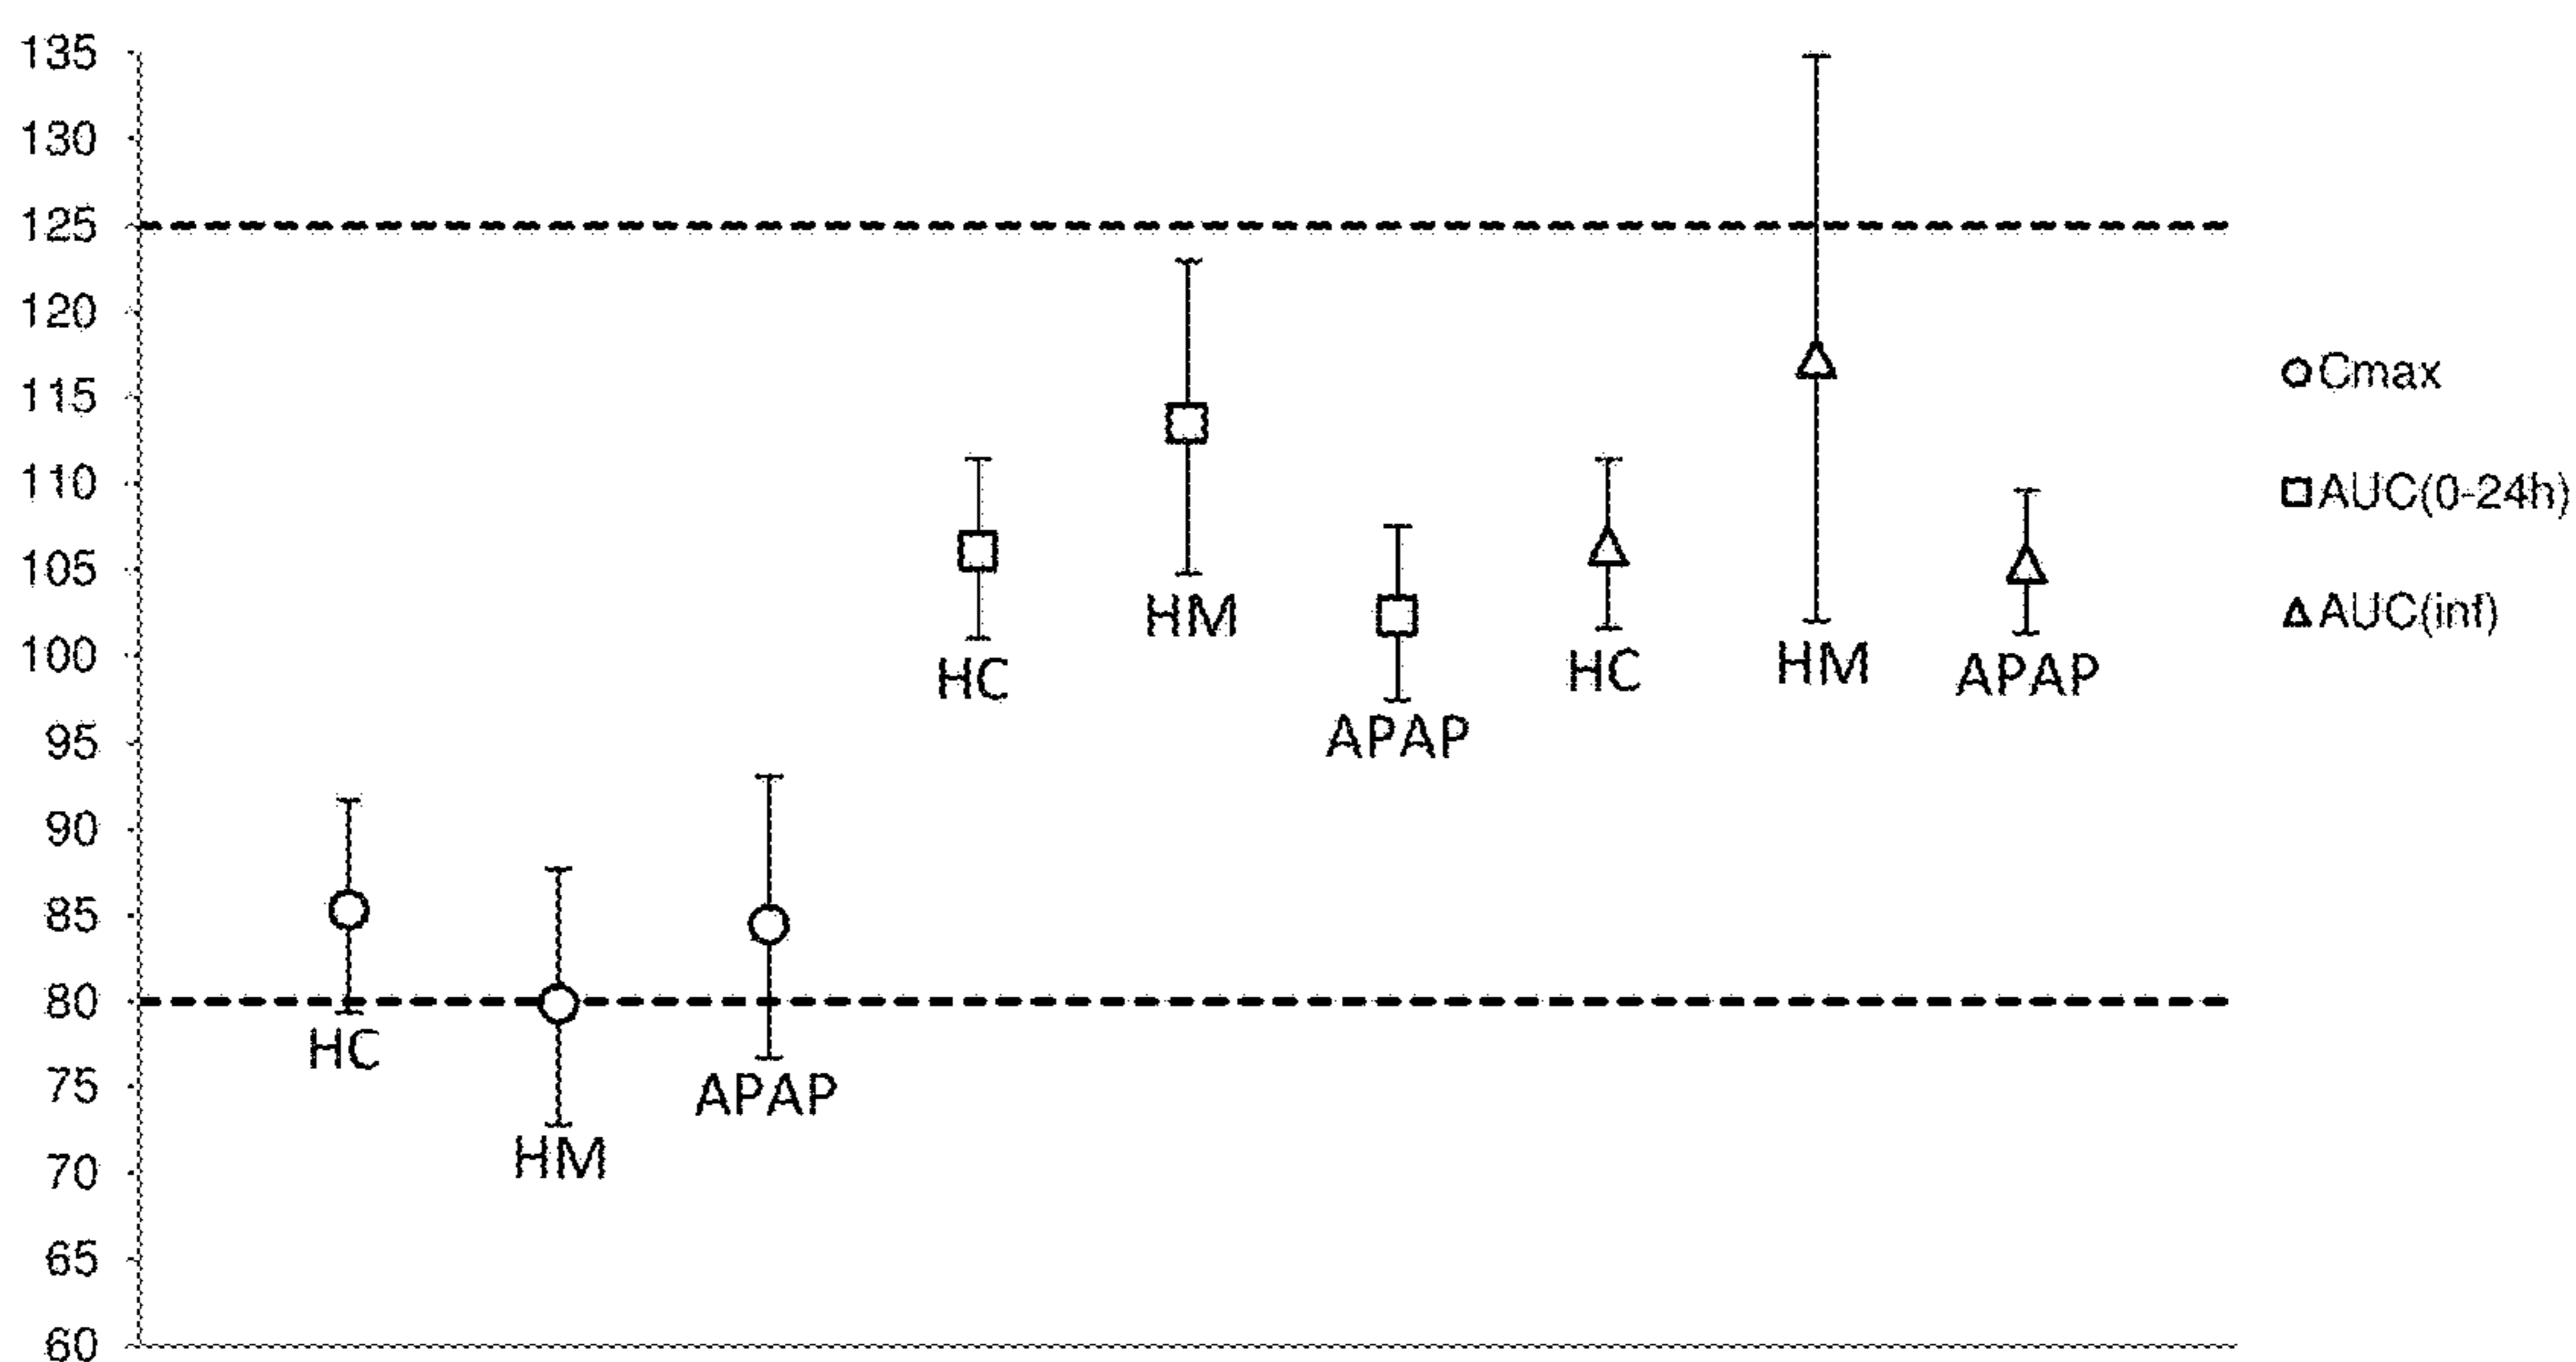 135
130
125
120
115
110
105
100
95
90
85
80
75
70
65
60
HC
HM
APAP
HC
HM
APAP
HC
HM
APAP
Cmax
AUC(0-24h)
AUC(inf)